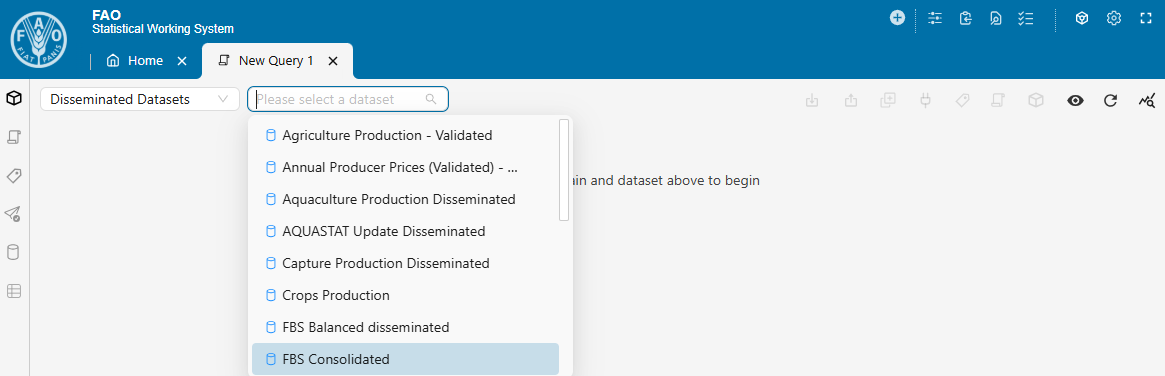 FAO
Statistical Working System
FAO
FIAT PANIS
Home
New Query 1
Disseminated Datasets
Please select a dataset
Agriculture Production - Validated
Annual Producer Prices (Validated) - ...
ain and dataset above to begin
Aquaculture Production Disseminated
AQUASTAT Update Disseminated
Capture Production Disseminated
Crops Production
FBS Balanced disseminated
FBS Consolidated